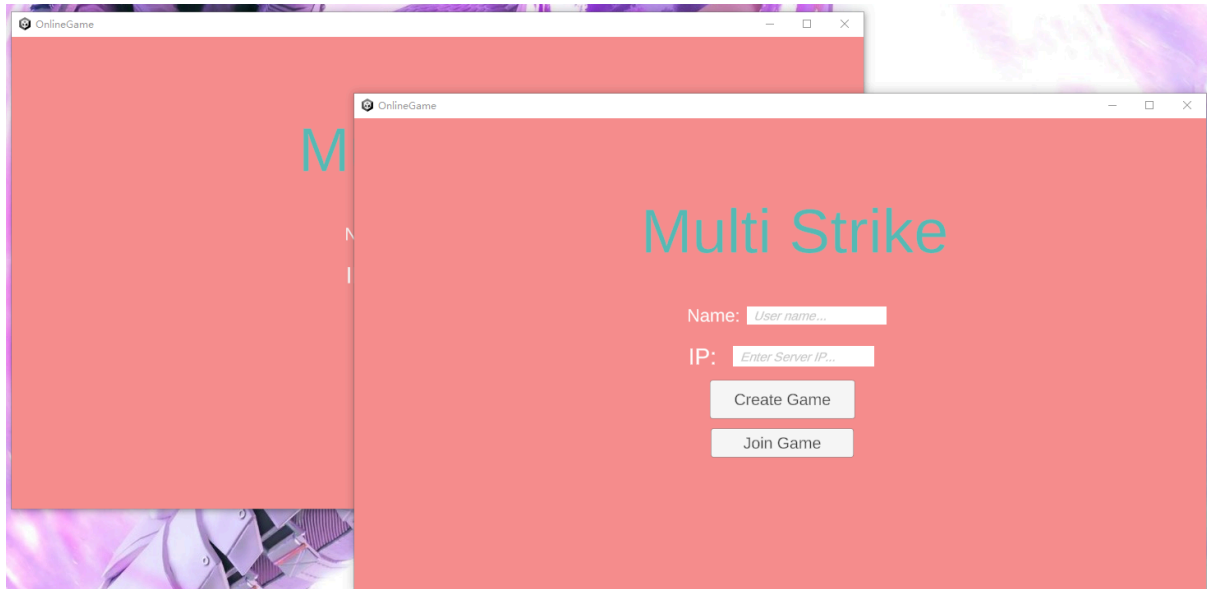 OnlineGame
M
N
I
OnlineGame
Multi Strike
Name: User name...
IP: Enter Server IP...
Create Game
Join Game